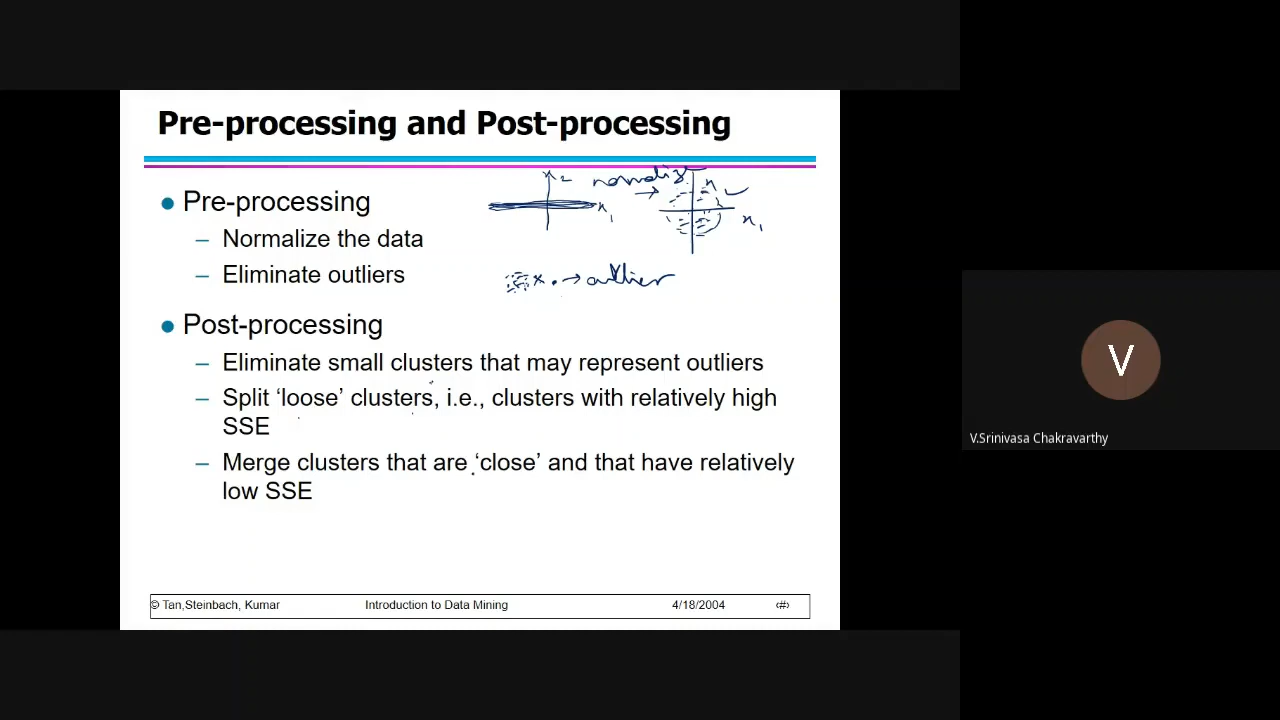 Pre-processing and Post-processing
x2
normalis
→
x
x1
x1
• Pre-processing
– Normalize the data
– Eliminate outliers
x . → outlier
• Post-processing
– Eliminate small clusters that may represent outliers
– Split ‘loose’ clusters, i.e., clusters with relatively high
SSE
– Merge clusters that are ‘close’ and that have relatively
low SSE
© Tan,Steinbach, Kumar Introduction to Data Mining 4/18/2004 ‹#›
V
V.Srinivasa Chakravarthy